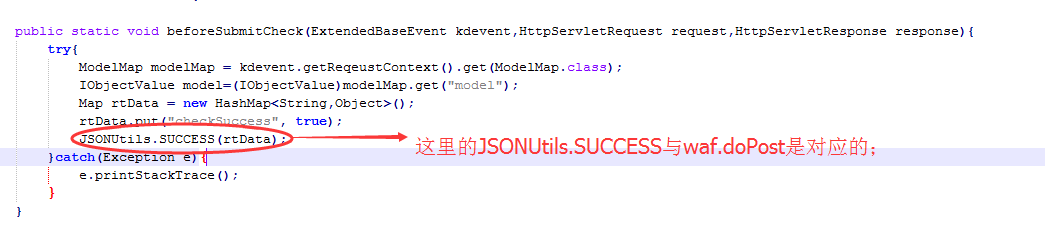 public static void beforeSubmitCheck(ExtendedBaseEvent kdevent,HttpServletRequest request,HttpServletResponse response){
try{
ModelMap modelMap = kdevent.getReqeustContext().get(ModelMap.class);
IObjectValue model=(IObjectValue)modelMap.get("model");
Map rtData = new HashMap<String,Object>();
rtData.put("checkSuccess", true);
JSONUtils.SUCCESS(rtData);
这里的JSONUtils.SUCCESS与waf.doPost是对应的;
}catch(Exception e){
e.printStackTrace();
}
}